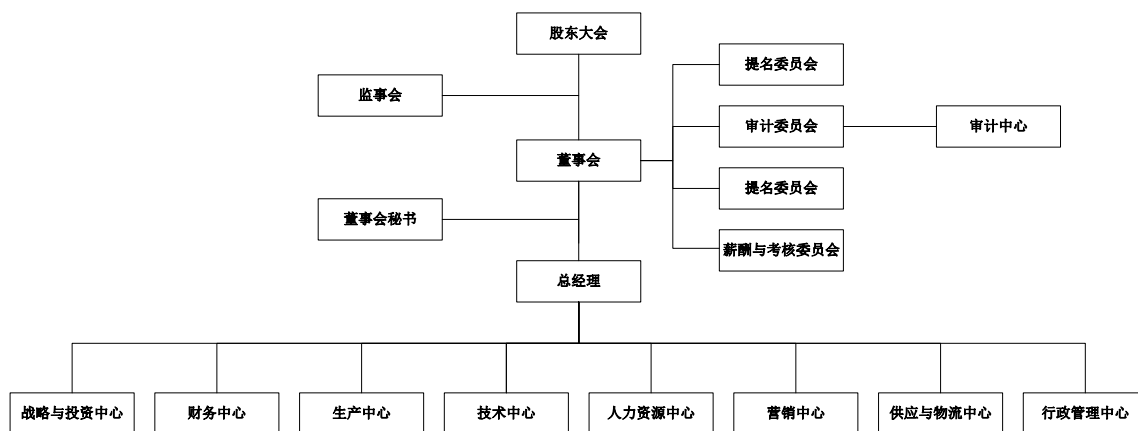 股东大会
提名委员会
监事会
审计委员会
审计中心
董事会
提名委员会
董事会秘书
薪酬与考核委员会
总经理
战略与投资中心
财务中心
生产中心
技术中心
人力资源中心
营销中心
供应与物流中心
行政管理中心